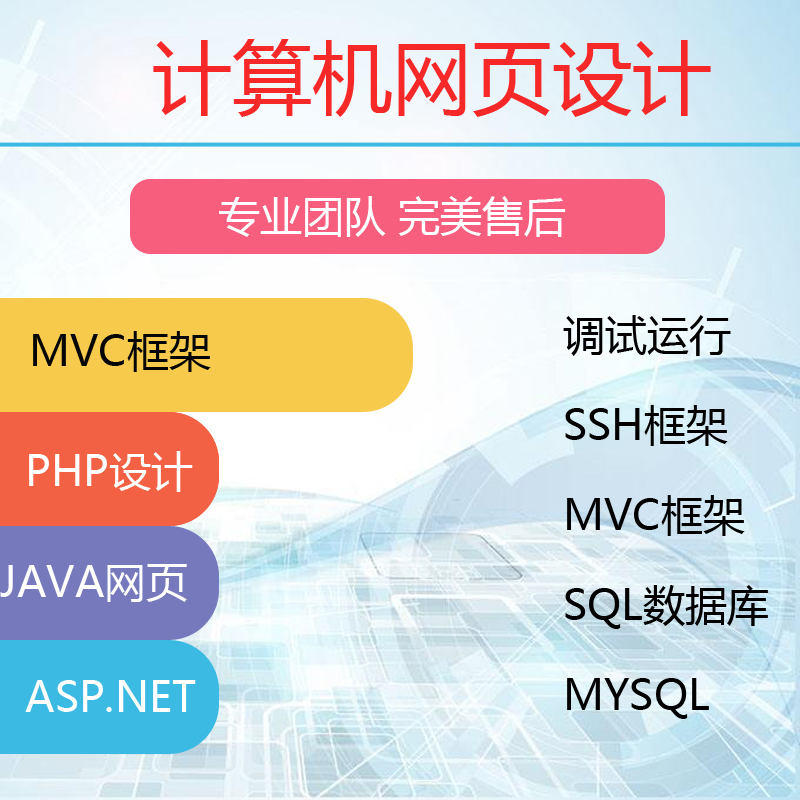 计算机网页设计
专业团队 完美售后
MVC框架
PHP设计
JAVA网页
ASP.NET
调试运行
SSH框架
MVC框架
SQL数据库
MYSQL